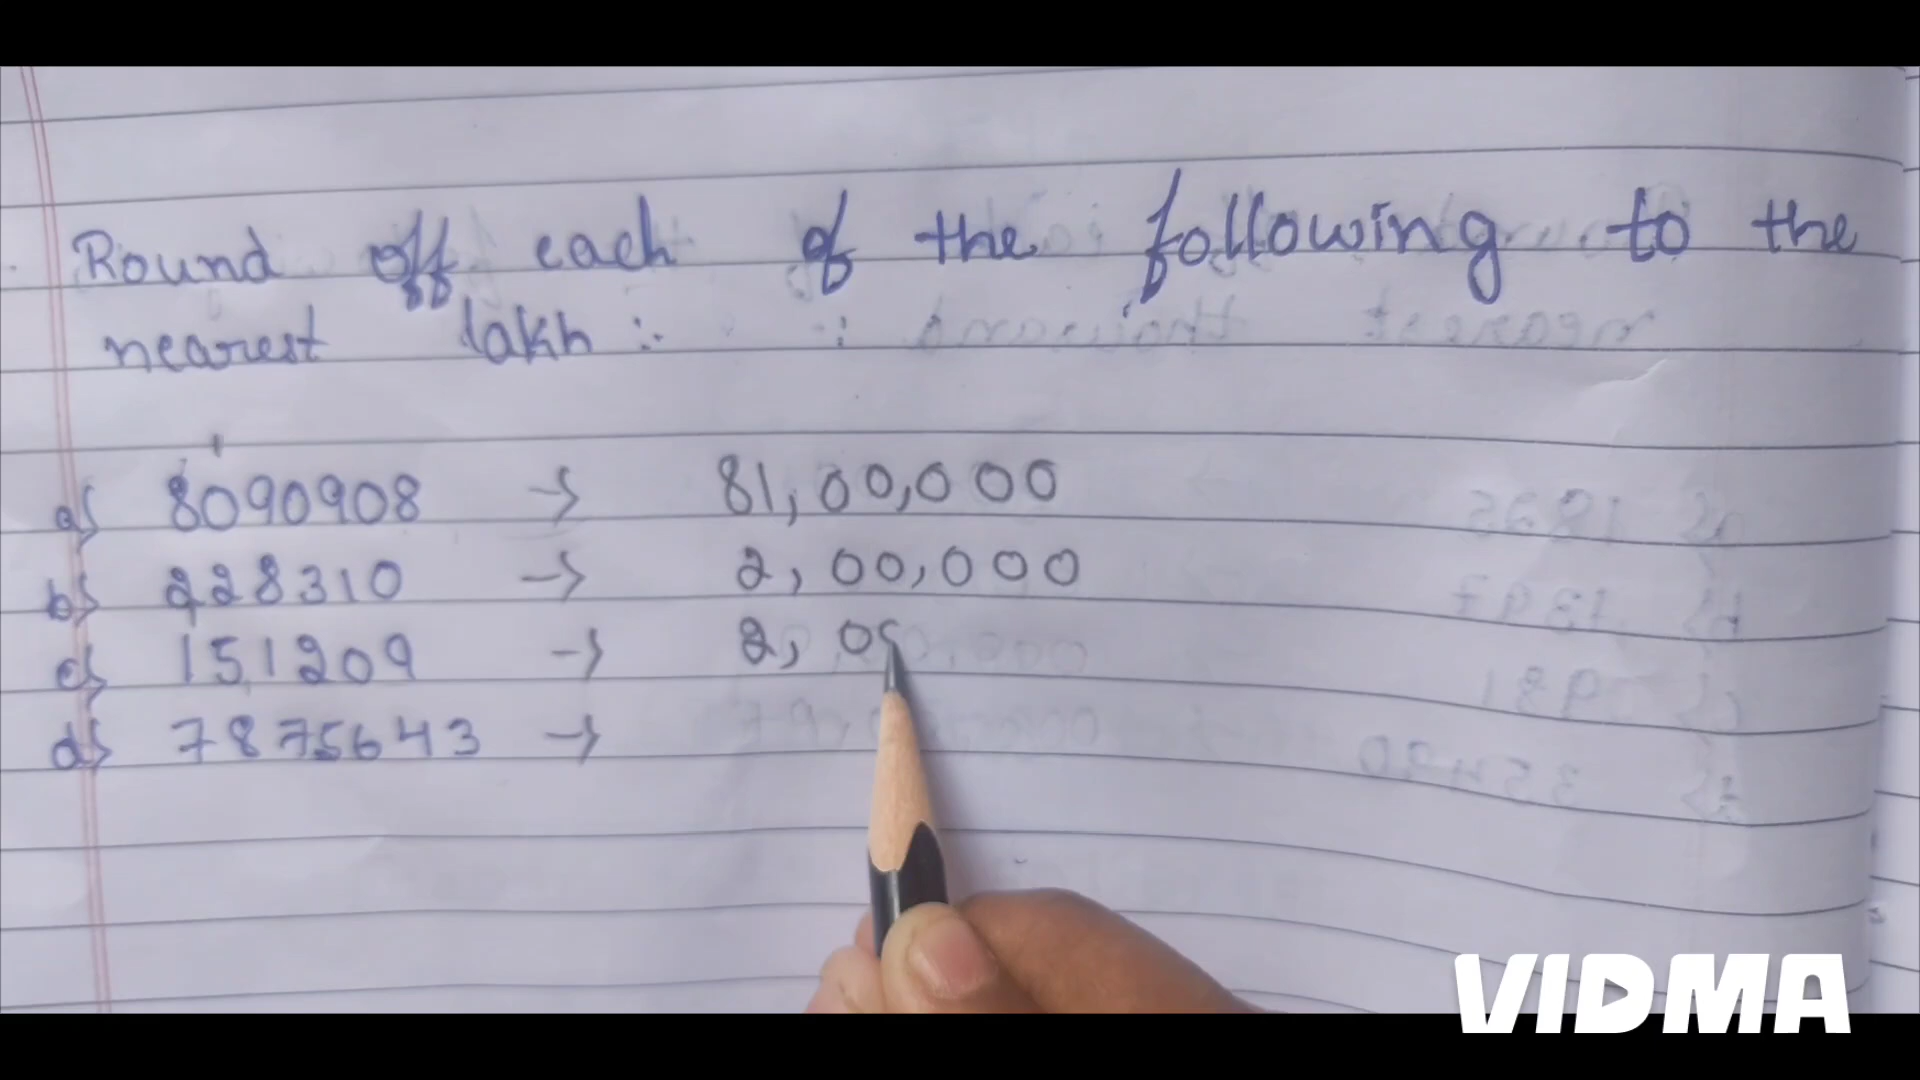 Round off each of the following to the
nearest lakh :-
a) 8090908 → 81,00,000
b) 228310 → 2,00,000
c) 151209 → 2,00
d) 7875643 →
VIDMA